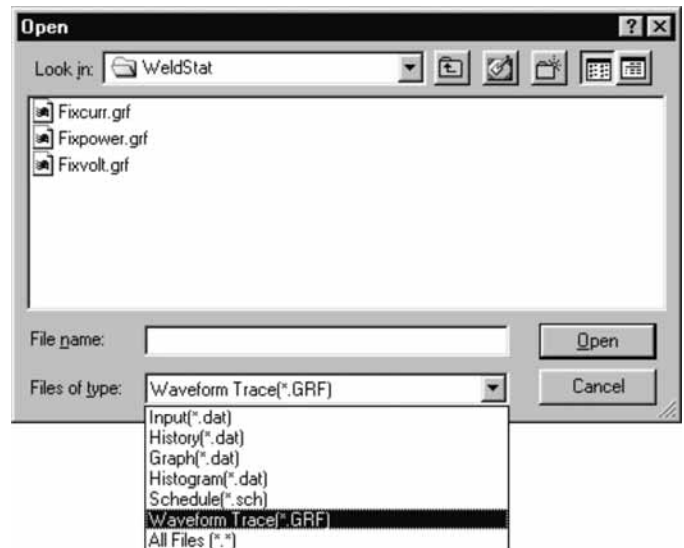 Open
Look in: WeldStat
Fixcurr.grf
Fixpower.grf
Fixvolt.grf
File name:
Open
Files of type: Waveform Trace(*.GRF)
Cancel
Input(*.dat)
History(*.dat)
Graph(*.dat)
Histogram(*.dat)
Schedule(*.sch)
Waveform Trace(*.GRF)
All Files (*.*)